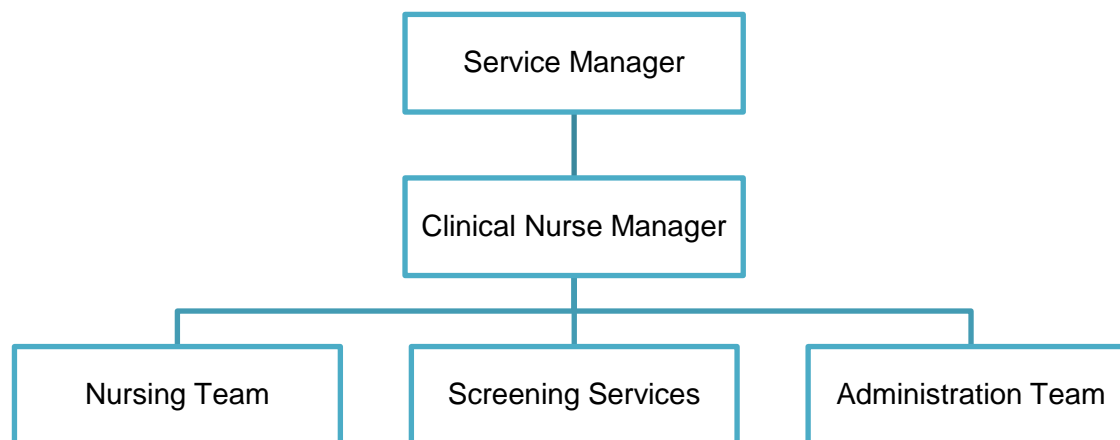 Service Manager
Clinical Nurse Manager
Nursing Team
Screening Services
Administration Team